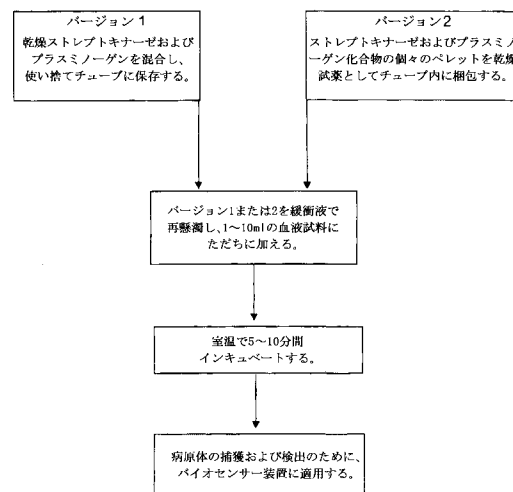 バージョン1
乾燥ストレプトキナーゼおよび
プラスミノーゲンを混合し、
使い捨てチューブに保存する。
バージョン2
ストレプトキナーゼおよびプラスミノ
ーゲン化合物の個々のペレットを乾燥
試薬としてチューブ内に梱包する。
バージョン1または2を緩衝液で
再懸濁し、1〜10mlの血液試料に
ただちに加える。
室温で5〜10分間
インキュベートする。
病原体の捕獲および検出のために、
バイオセンサー装置に適用する。